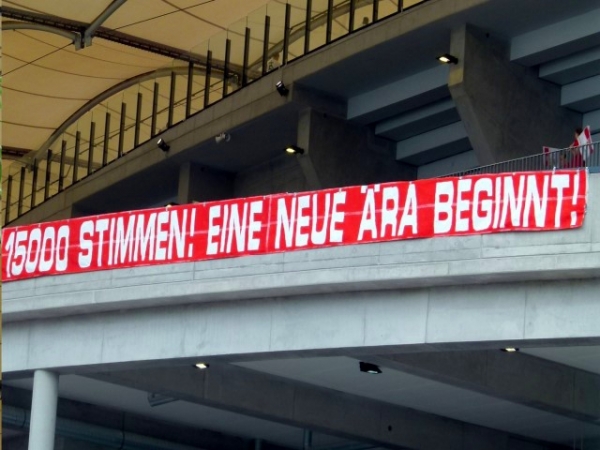 15000 STIMMEN! EINE NEUE ÄRA BEGINNT!